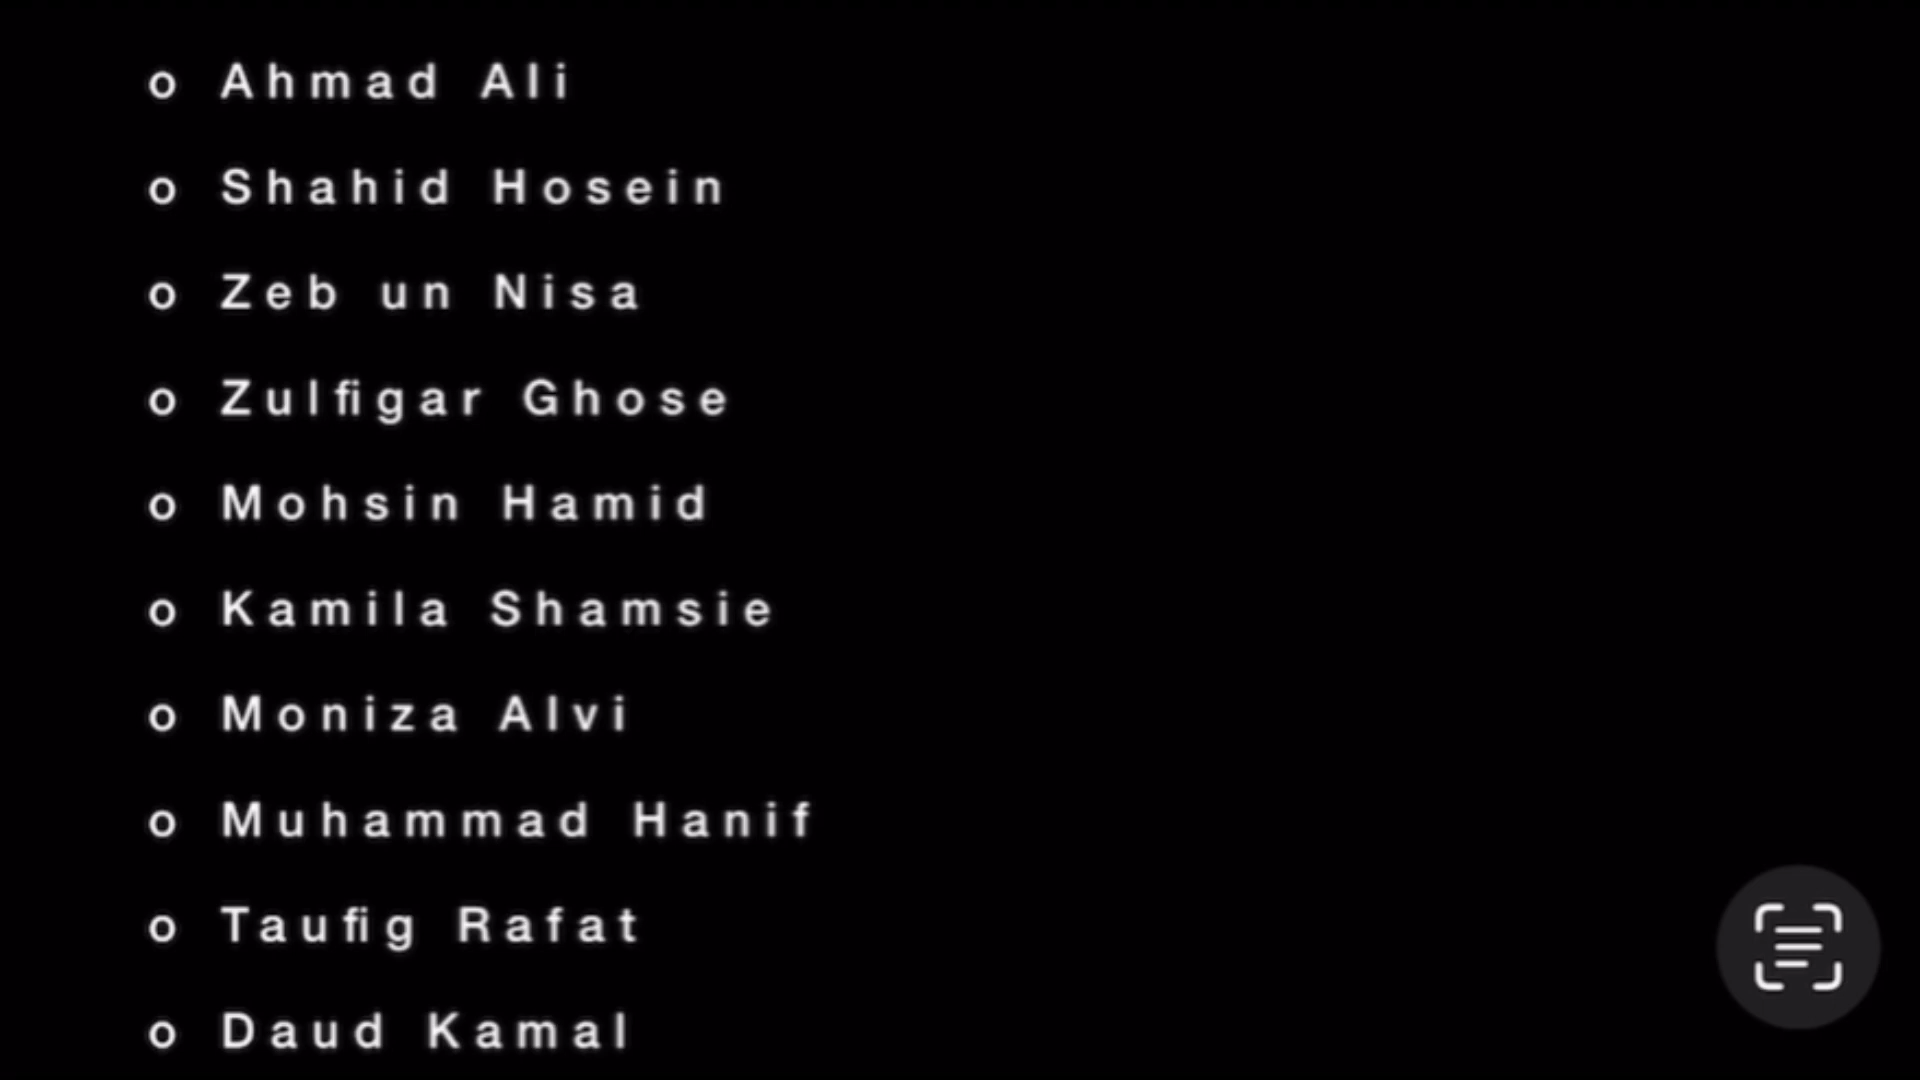 o Ahmad Ali
o Shahid Hosein
o Zeb un Nisa
o Zulfigar Ghose
o Mohsin Hamid
o Kamila Shamsie
o Moniza Alvi
o Muhammad Hanif
o Taufig Rafat
o Daud Kamal